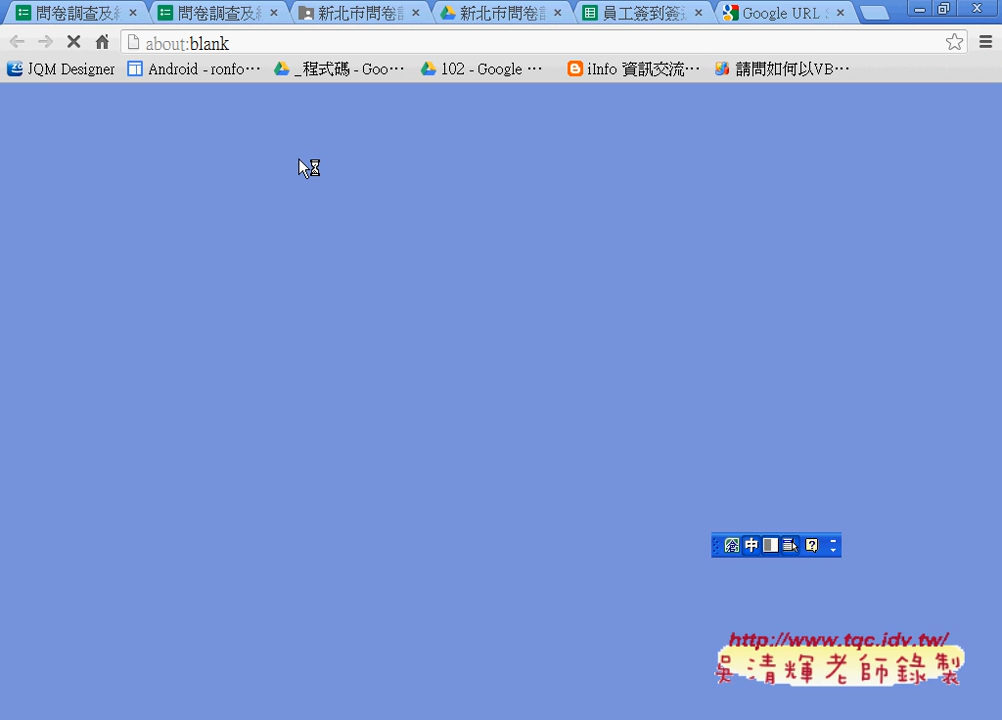 問卷調查及
問卷調查及
新北市問卷
新北市問卷
員工簽到簽
Google URL
about:blank
JQM Designer
Android - ronfo…
_程式碼 - Goo…
102 - Google …
iInfo 資訊交流…
請問如何以VB…
倉 中
http://www.tqc.idv.tw/
吳清輝老師錄製